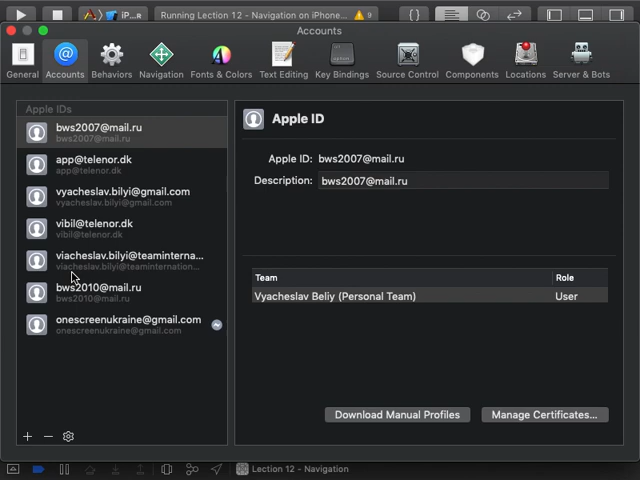 iP...R
Running Lection 12 - Navigation on iPhone...
9
Accounts
General
Accounts
Behaviors
Navigation
Fonts & Colors
Text Editing
Key Bindings
Source Control
Components
Locations
Server & Bots
Apple IDs
bws2007@mail.ru
bws2007@mail.ru
app@telenor.dk
app@telenor.dk
vyacheslav.bilyi@gmail.com
vyacheslav.bilyi@gmail.com
vibil@telenor.dk
vibil@telenor.dk
viacheslav.bilyi@teaminterna...
viacheslav.bilyi@teaminternation...
bws2010@mail.ru
bws2010@mail.ru
onescreenukraine@gmail.com
onescreenukraine@gmail.com
Apple ID
Apple ID: bws2007@mail.ru
Description: bws2007@mail.ru
Team Role
Vyacheslav Beliy (Personal Team) User
Download Manual Profiles
Manage Certificates...
Lection 12 - Navigation